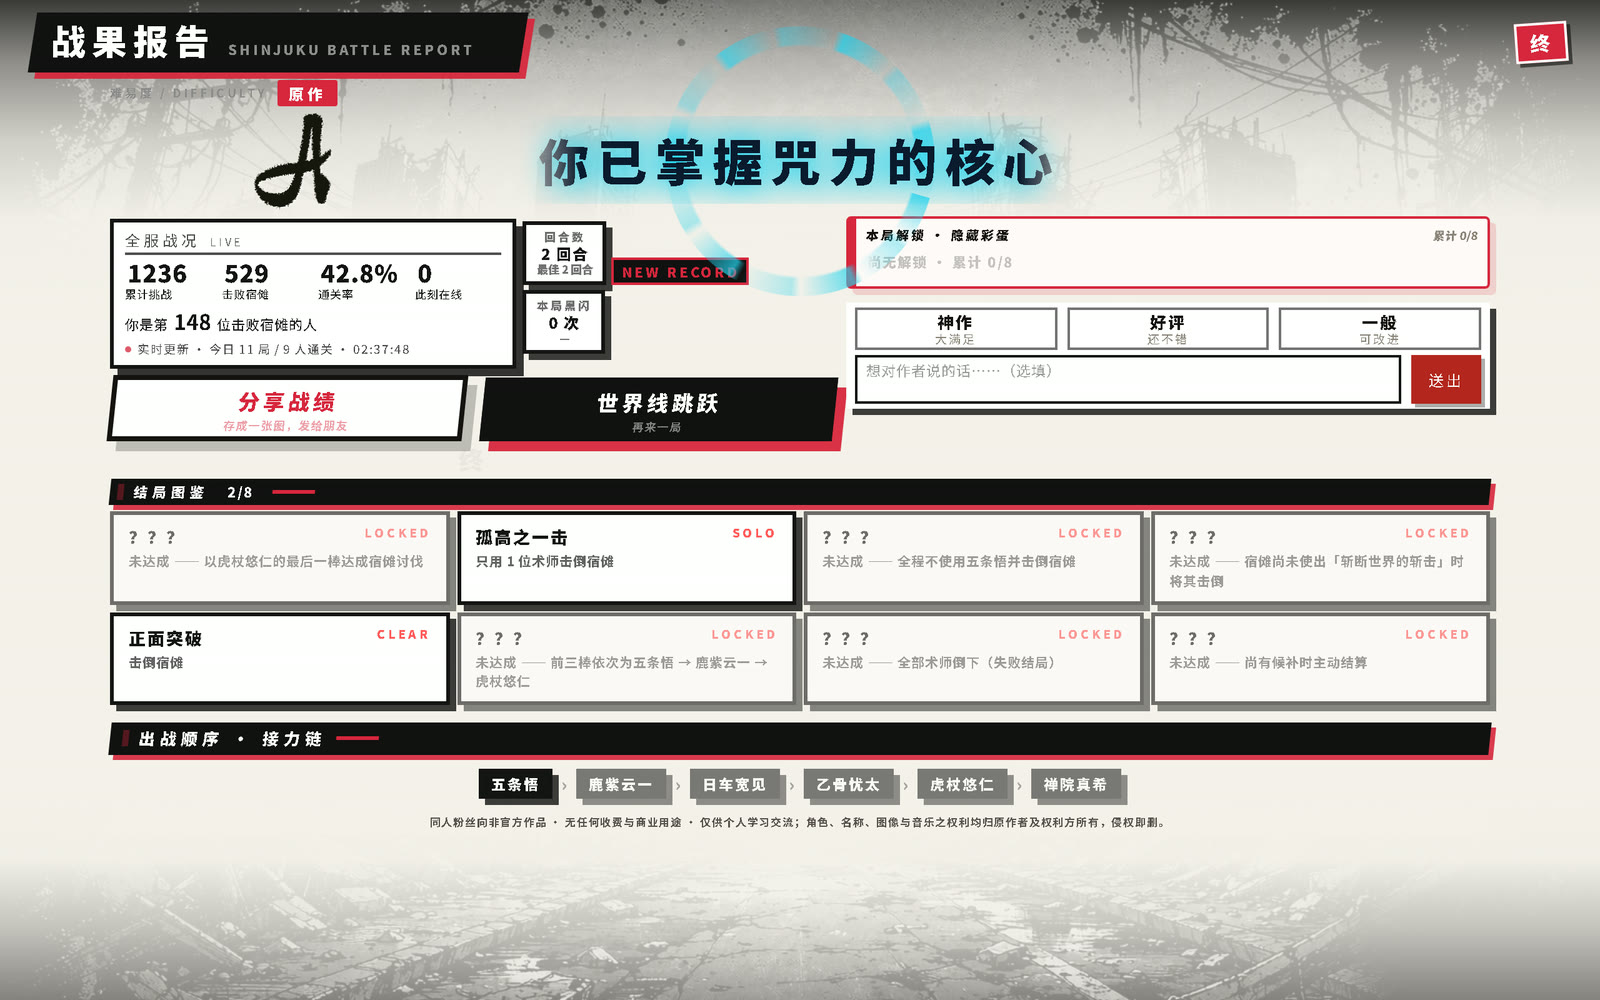 战果报告 SHINJUKU BATTLE REPORT
终
难易度 / DIFFICULTY 原作
A
你已掌握咒力的核心
全服战况 LIVE
1236 529 42.8% 0
累计挑战 击败宿傩 通关率 此刻在线
你是第 148 位击败宿傩的人
实时更新 · 今日 11 局 / 9 人通关 · 02:37:48
回合数
2 回合
最佳 2 回合
NEW RECORD
本局黑闪
0 次
—
本局解锁 · 隐藏彩蛋 累计 0/8
尚无解锁 · 累计 0/8
神作
大满足
好评
还不错
一般
可改进
想对作者说的话……（选填）
送出
分享战绩
存成一张图，发给朋友
世界线跳跃
再来一局
终
结局图鉴 2/8
？？？ LOCKED
未达成 —— 以虎杖悠仁的最后一棒达成宿傩讨伐
孤高之一击 SOLO
只用 1 位术师击倒宿傩
？？？ LOCKED
未达成 —— 全程不使用五条悟并击倒宿傩
？？？ LOCKED
未达成 —— 宿傩尚未使出「斩断世界的斩击」时
将其击倒
正面突破 CLEAR
击倒宿傩
？？？ LOCKED
未达成 —— 前三棒依次为五条悟 → 鹿紫云一 →
虎杖悠仁
？？？ LOCKED
未达成 —— 全部术师倒下（失败结局）
？？？ LOCKED
未达成 —— 尚有候补时主动结算
出战顺序 · 接力链
五条悟 › 鹿紫云一 › 日车宽见 › 乙骨忧太 › 虎杖悠仁 › 禅院真希
同人粉丝向非官方作品 · 无任何收费与商业用途 · 仅供个人学习交流；角色、名称、图像与音乐之权利均归原作者及权利方所有，侵权即删。